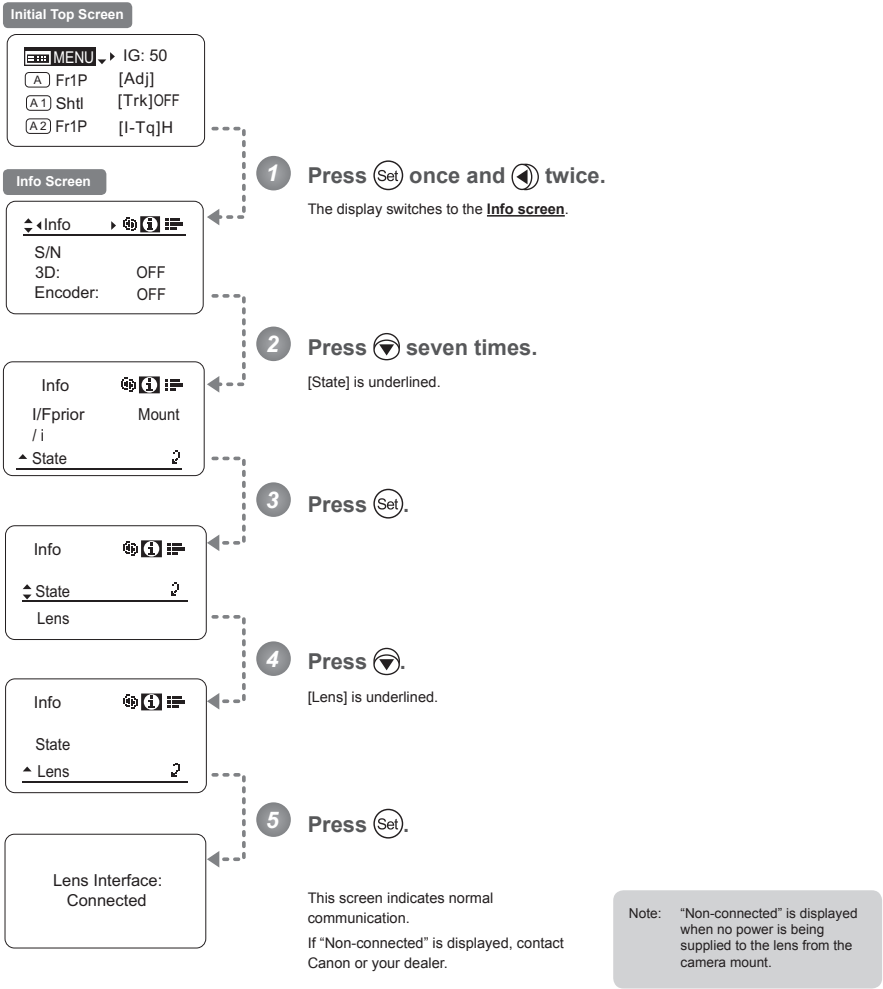 Initial Top Screen
MENU IG: 50
A Fr1P [Adj]
A1 Shtl [Trk]OFF
A2 Fr1P [I-Tq]H
1 Press Set once and ◀ twice.
The display switches to the Info screen.
Info Screen
Info
S/N
3D: OFF
Encoder: OFF
2 Press ▼ seven times.
[State] is underlined.
Info
I/Fprior Mount
/ i
State
3 Press Set.
Info
State
Lens
4 Press ▼.
[Lens] is underlined.
Info
State
Lens
5 Press Set.
Lens Interface:
Connected
This screen indicates normal
communication.
If “Non-connected” is displayed, contact
Canon or your dealer.
Note: “Non-connected” is displayed
when no power is being
supplied to the lens from the
camera mount.